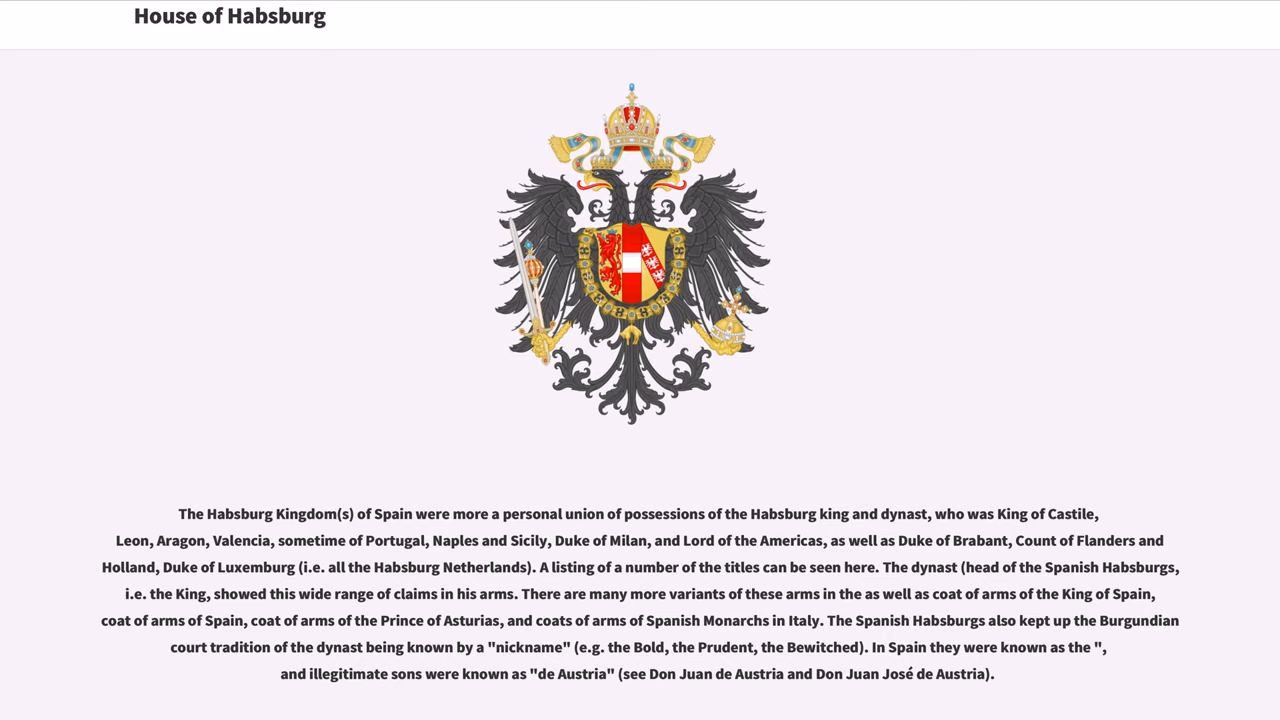 House of Habsburg
The Habsburg Kingdom(s) of Spain were more a personal union of possessions of the Habsburg king and dynast, who was King of Castile,
Leon, Aragon, Valencia, sometime of Portugal, Naples and Sicily, Duke of Milan, and Lord of the Americas, as well as Duke of Brabant, Count of Flanders and
Holland, Duke of Luxemburg (i.e. all the Habsburg Netherlands). A listing of a number of the titles can be seen here. The dynast (head of the Spanish Habsburgs,
i.e. the King, showed this wide range of claims in his arms. There are many more variants of these arms in the as well as coat of arms of the King of Spain,
coat of arms of Spain, coat of arms of the Prince of Asturias, and coats of arms of Spanish Monarchs in Italy. The Spanish Habsburgs also kept up the Burgundian
court tradition of the dynast being known by a "nickname" (e.g. the Bold, the Prudent, the Bewitched). In Spain they were known as the ",
and illegitimate sons were known as "de Austria" (see Don Juan de Austria and Don Juan José de Austria).